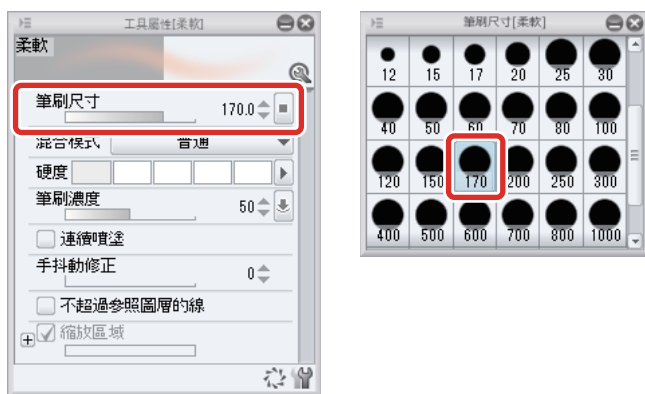 工具屬性[柔軟]
柔軟
筆刷尺寸 170.0
混合模式 普通
硬度
筆刷濃度 50
連續噴塗
手抖動修正 0
不超過參照圖層的線
縮放區域
筆刷尺寸[柔軟]
12 15 17 20 25 30
40 50 60 70 80 100
120 150 170 200 250 300
400 500 600 700 800 1000